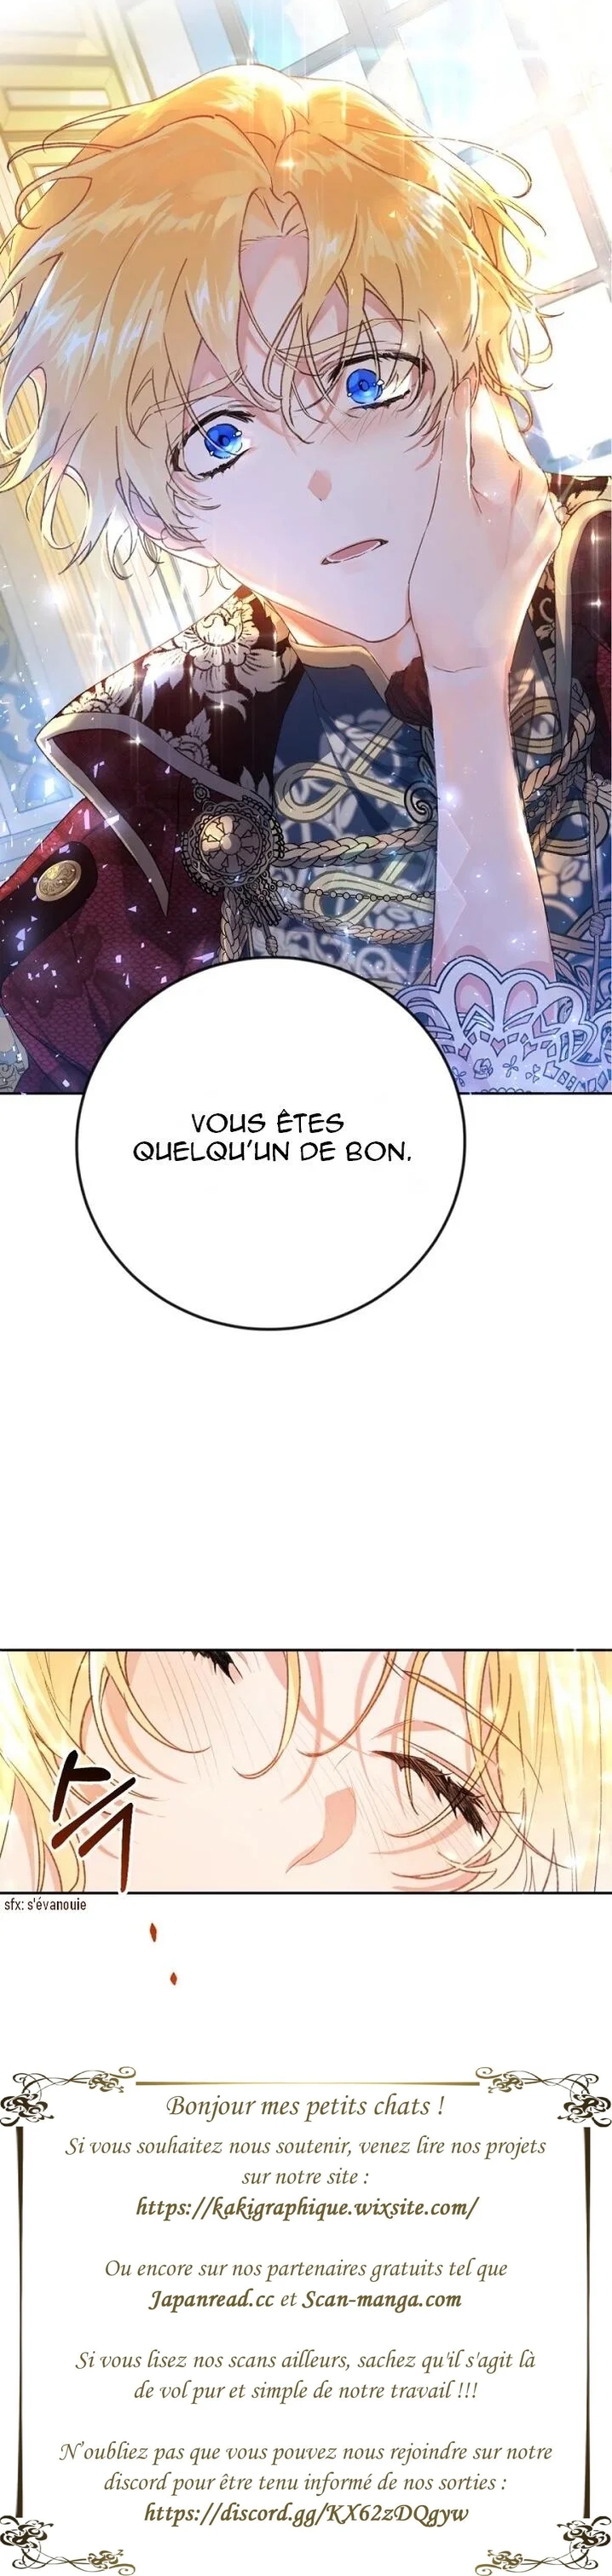 VOUS ÊTES
QUELQU'UN DE BON.
sfx: s'évanouie
Bonjour mes petits chats !
Si vous souhaitez nous soutenir, venez lire nos projets
sur notre site :
https://kakigraphique.wixsite.com/
Ou encore sur nos partenaires gratuits tel que
Japanread.cc et Scan-manga.com
Si vous lisez nos scans ailleurs, sachez qu'il s'agit là
de vol pur et simple de notre travail !!!
N'oubliez pas que vous pouvez nous rejoindre sur notre
discord pour être tenu informé de nos sorties :
https://discord.gg/KX62zDQgyw